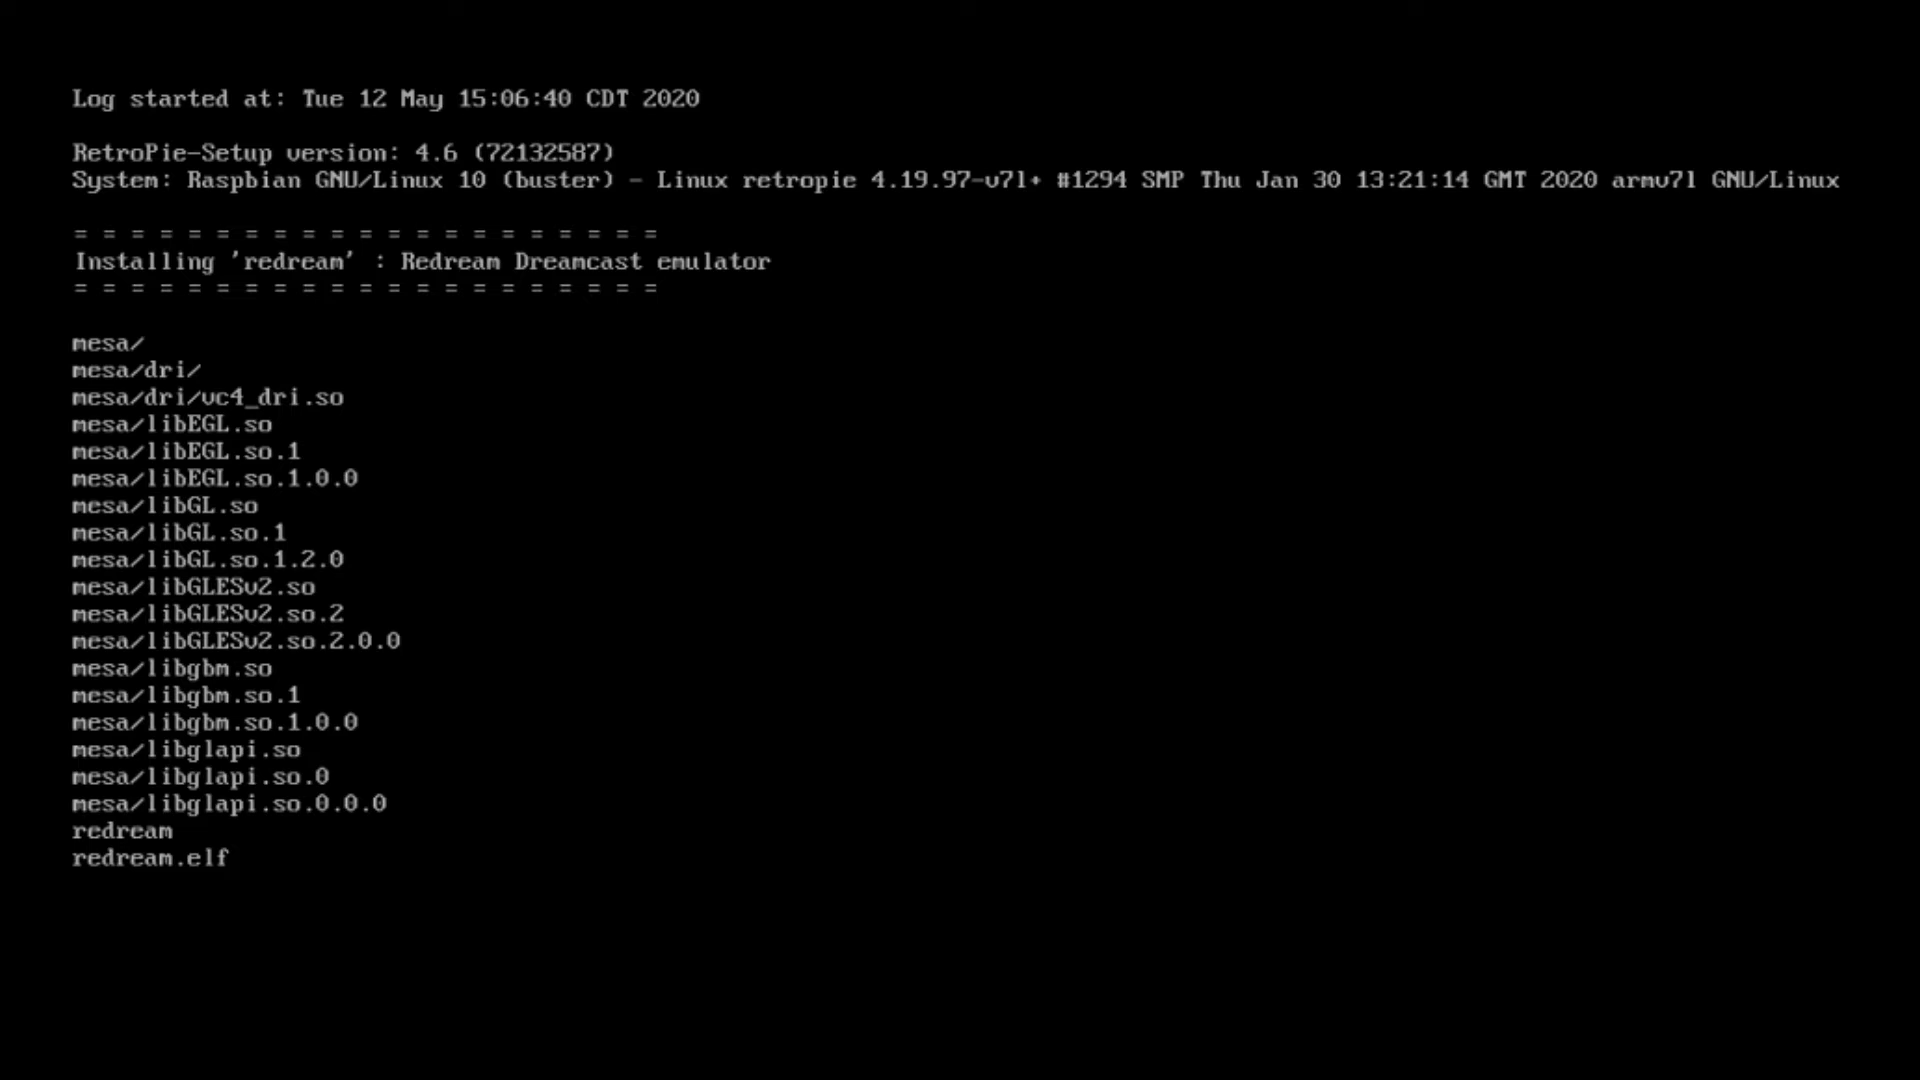 Log started at: Tue 12 May 15:06:40 CDT 2020
RetroPie-Setup version: 4.6 (72132587)
System: Raspbian GNU/Linux 10 (buster) - Linux retropie 4.19.97-v7l+ #1294 SMP Thu Jan 30 13:21:14 GMT 2020 armv7l GNU/Linux
= = = = = = = = = = = = = = = = = = = = =
Installing 'redream' : Redream Dreamcast emulator
= = = = = = = = = = = = = = = = = = = = =
mesa/
mesa/dri/
mesa/dri/vc4_dri.so
mesa/libEGL.so
mesa/libEGL.so.1
mesa/libEGL.so.1.0.0
mesa/libGL.so
mesa/libGL.so.1
mesa/libGL.so.1.2.0
mesa/libGLESv2.so
mesa/libGLESv2.so.2
mesa/libGLESv2.so.2.0.0
mesa/libgbm.so
mesa/libgbm.so.1
mesa/libgbm.so.1.0.0
mesa/libglapi.so
mesa/libglapi.so.0
mesa/libglapi.so.0.0.0
redream
redream.elf